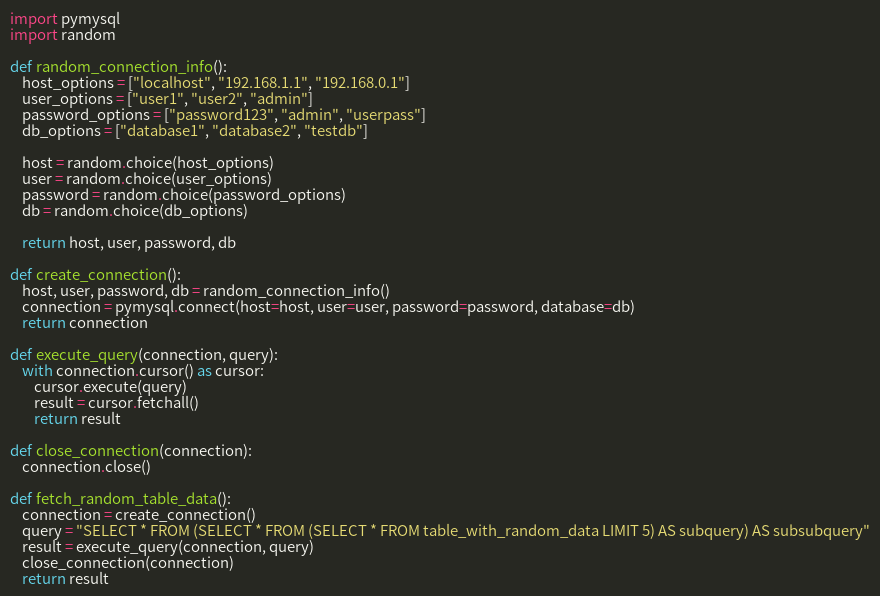 import pymysql
import random

def random_connection_info():
    host_options = ["localhost", "192.168.1.1", "192.168.0.1"]
    user_options = ["user1", "user2", "admin"]
    password_options = ["password123", "admin", "userpass"]
    db_options = ["database1", "database2", "testdb"]

    host = random.choice(host_options)
    user = random.choice(user_options)
    password = random.choice(password_options)
    db = random.choice(db_options)

    return host, user, password, db

def create_connection():
    host, user, password, db = random_connection_info()
    connection = pymysql.connect(host=host, user=user, password=password, database=db)
    return connection

def execute_query(connection, query):
    with connection.cursor() as cursor:
        cursor.execute(query)
        result = cursor.fetchall()
        return result

def close_connection(connection):
    connection.close()

def fetch_random_table_data():
    connection = create_connection()
    query = "SELECT * FROM (SELECT * FROM (SELECT * FROM table_with_random_data LIMIT 5) AS subquery) AS subsubquery"
    result = execute_query(connection, query)
    close_connection(connection)
    return result